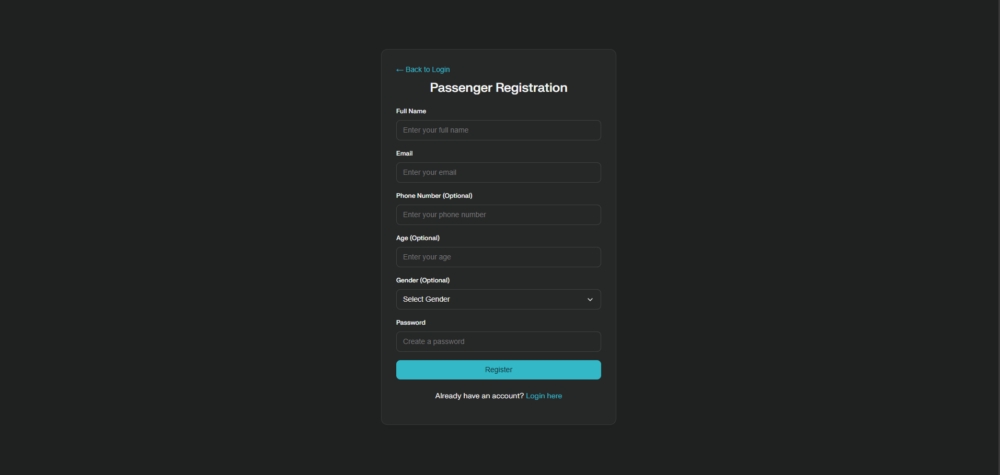 ← Back to Login
Passenger Registration
Full Name
Enter your full name
Email
Enter your email
Phone Number (Optional)
Enter your phone number
Age (Optional)
Enter your age
Gender (Optional)
Select Gender
Password
Create a password
Register
Already have an account? Login here